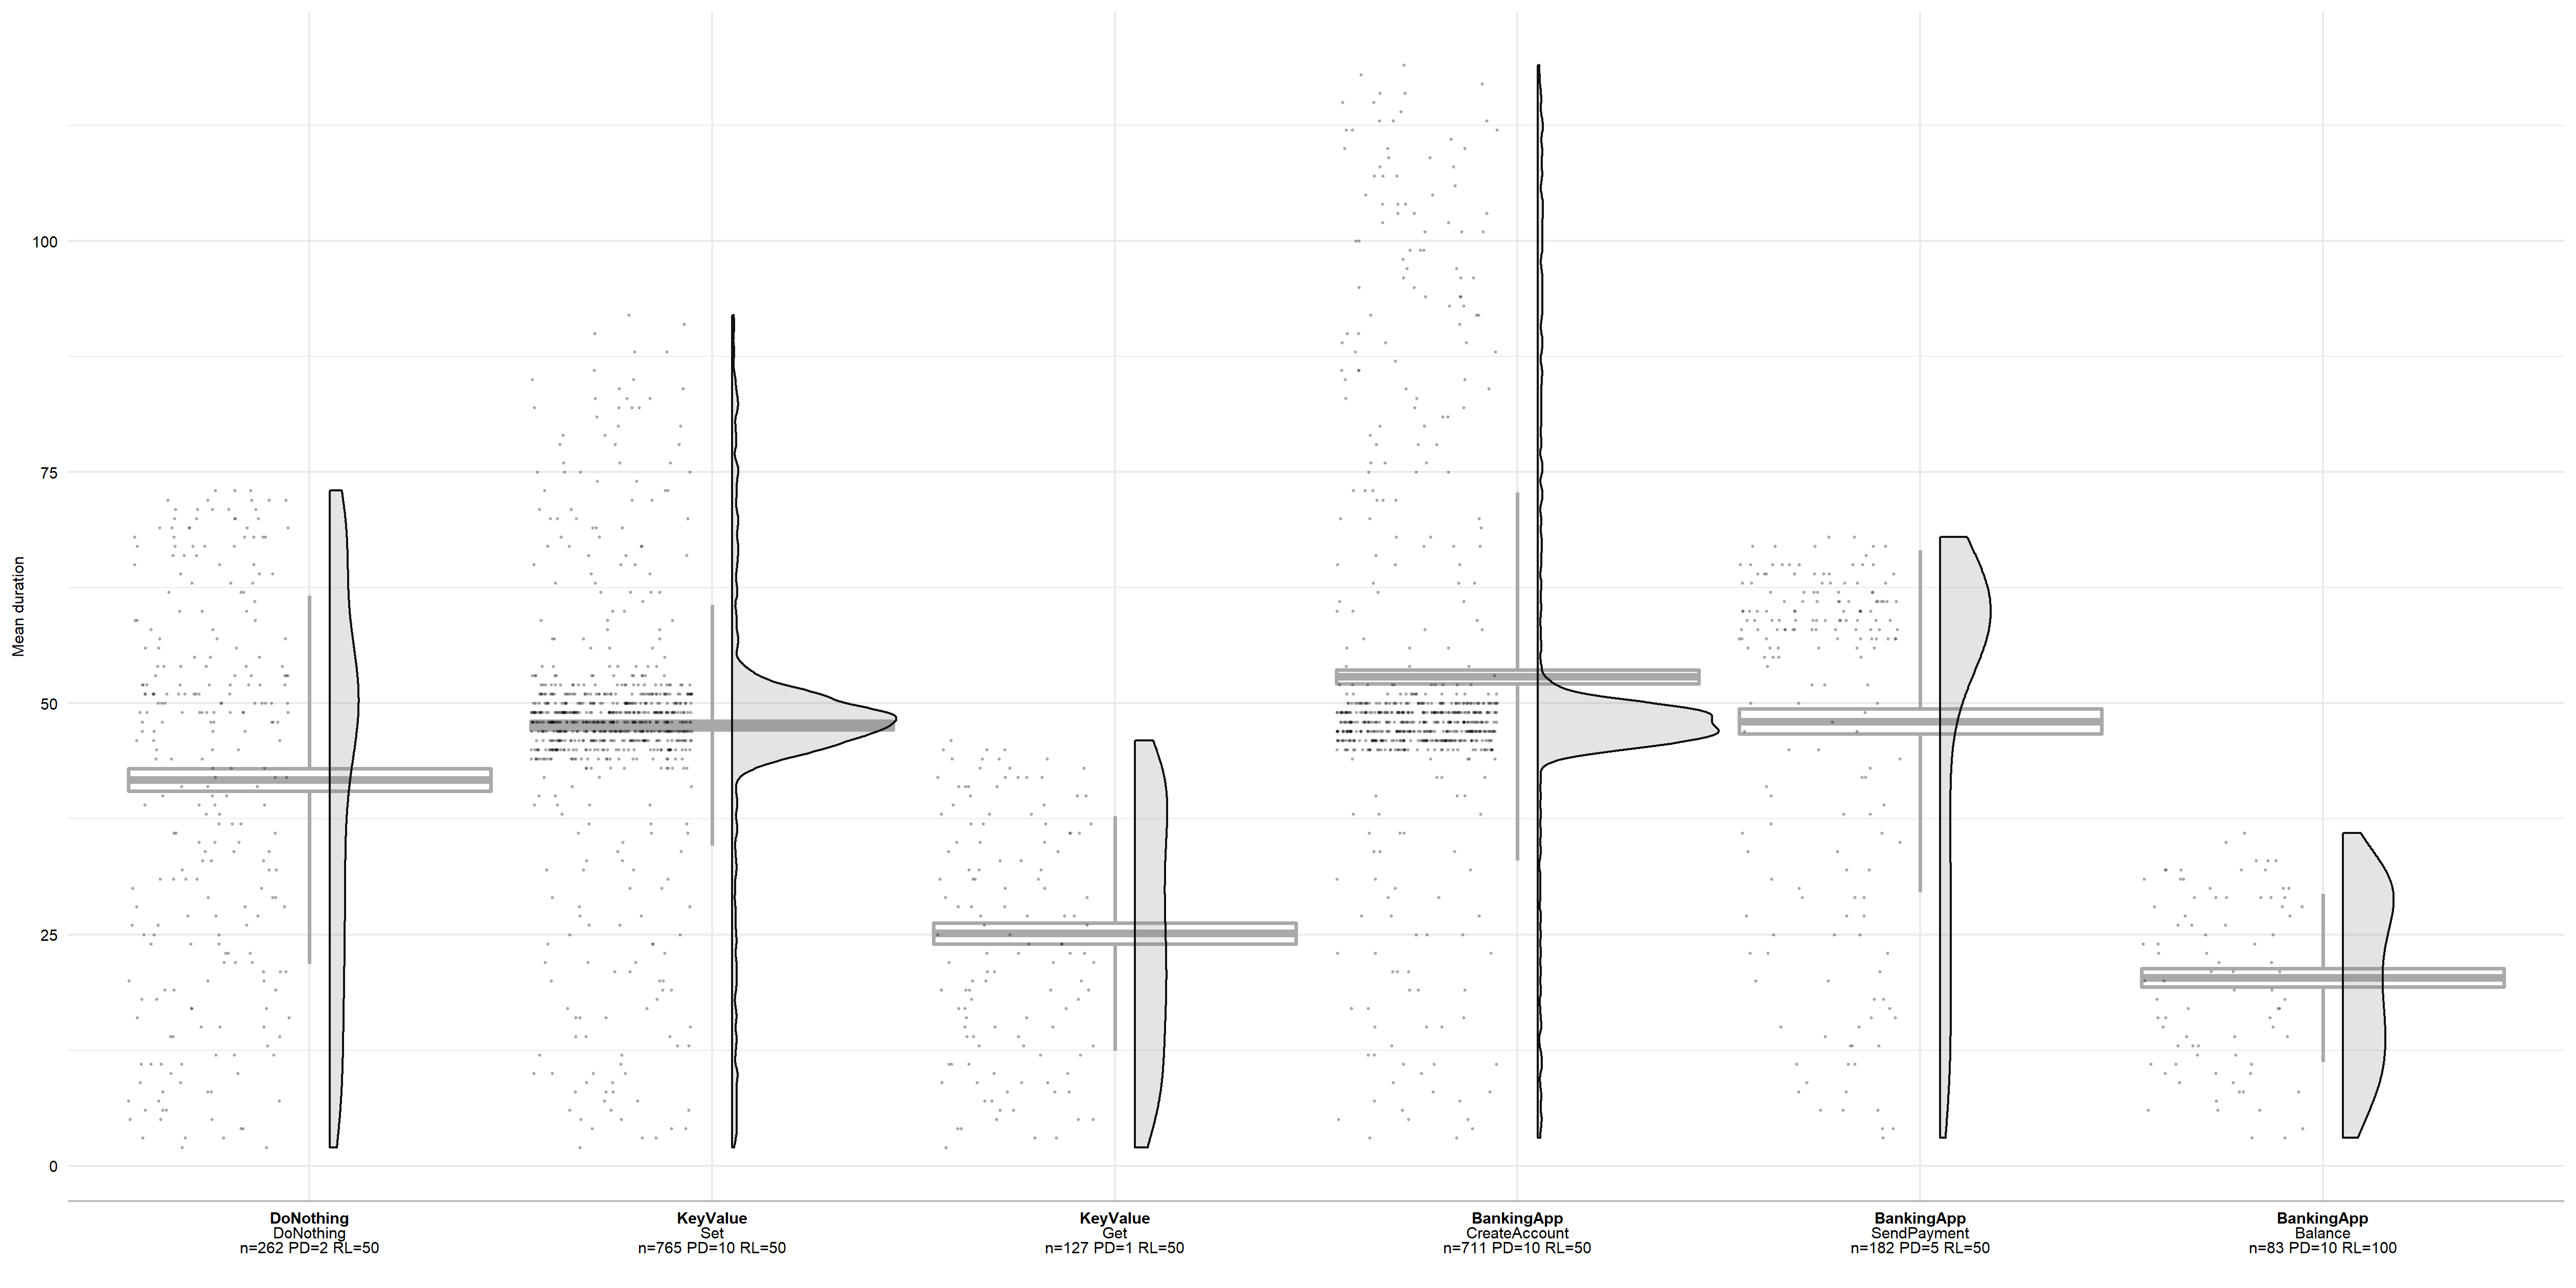 Mean duration
100
75
50
25
0
DoNothing
DoNothing
n=262 PD=2 RL=50
KeyValue
Set
n=765 PD=10 RL=50
KeyValue
Get
n=127 PD=1 RL=50
BankingApp
CreateAccount
n=711 PD=10 RL=50
BankingApp
SendPayment
n=182 PD=5 RL=50
BankingApp
Balance
n=83 PD=10 RL=100